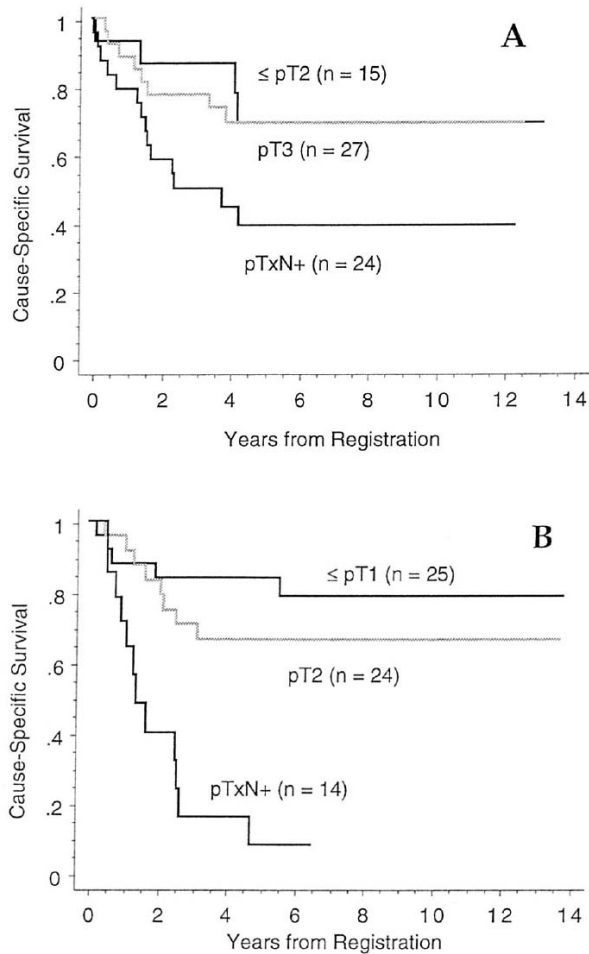 A
1
.8
.6
.4
.2
0
Cause-Specific Survival
≤ pT2 (n = 15)
pT3 (n = 27)
pTxN+ (n = 24)
0 2 4 6 8 10 12 14
Years from Registration
B
1
.8
.6
.4
.2
0
Cause-Specific Survival
≤ pT1 (n = 25)
pT2 (n = 24)
pTxN+ (n = 14)
0 2 4 6 8 10 12 14
Years from Registration